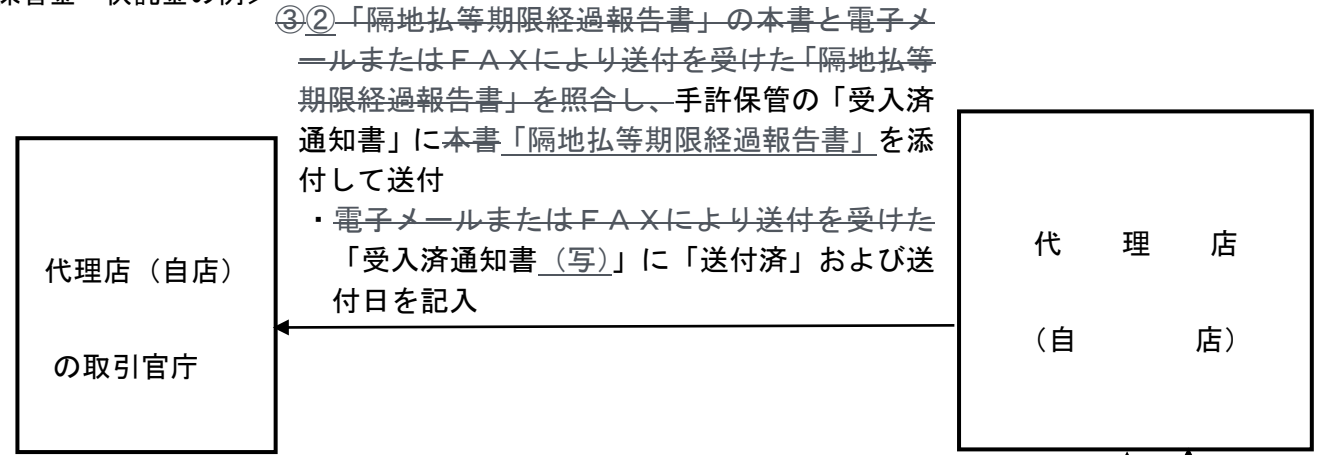 供託金の例＞
③②「隔地払等期限経過報告書」の本書と電子メ
ールまたはＦＡＸにより送付を受けた「隔地払等
期限経過報告書」を照合し、手許保管の「受入済
通知書」に本書「隔地払等期限経過報告書」を添
付して送付
・電子メールまたはＦＡＸにより送付を受けた
「受入済通知書（写）」に「送付済」および送
付日を記入
代理店（自店）
の取引官庁
代　理　店
（自　　店）